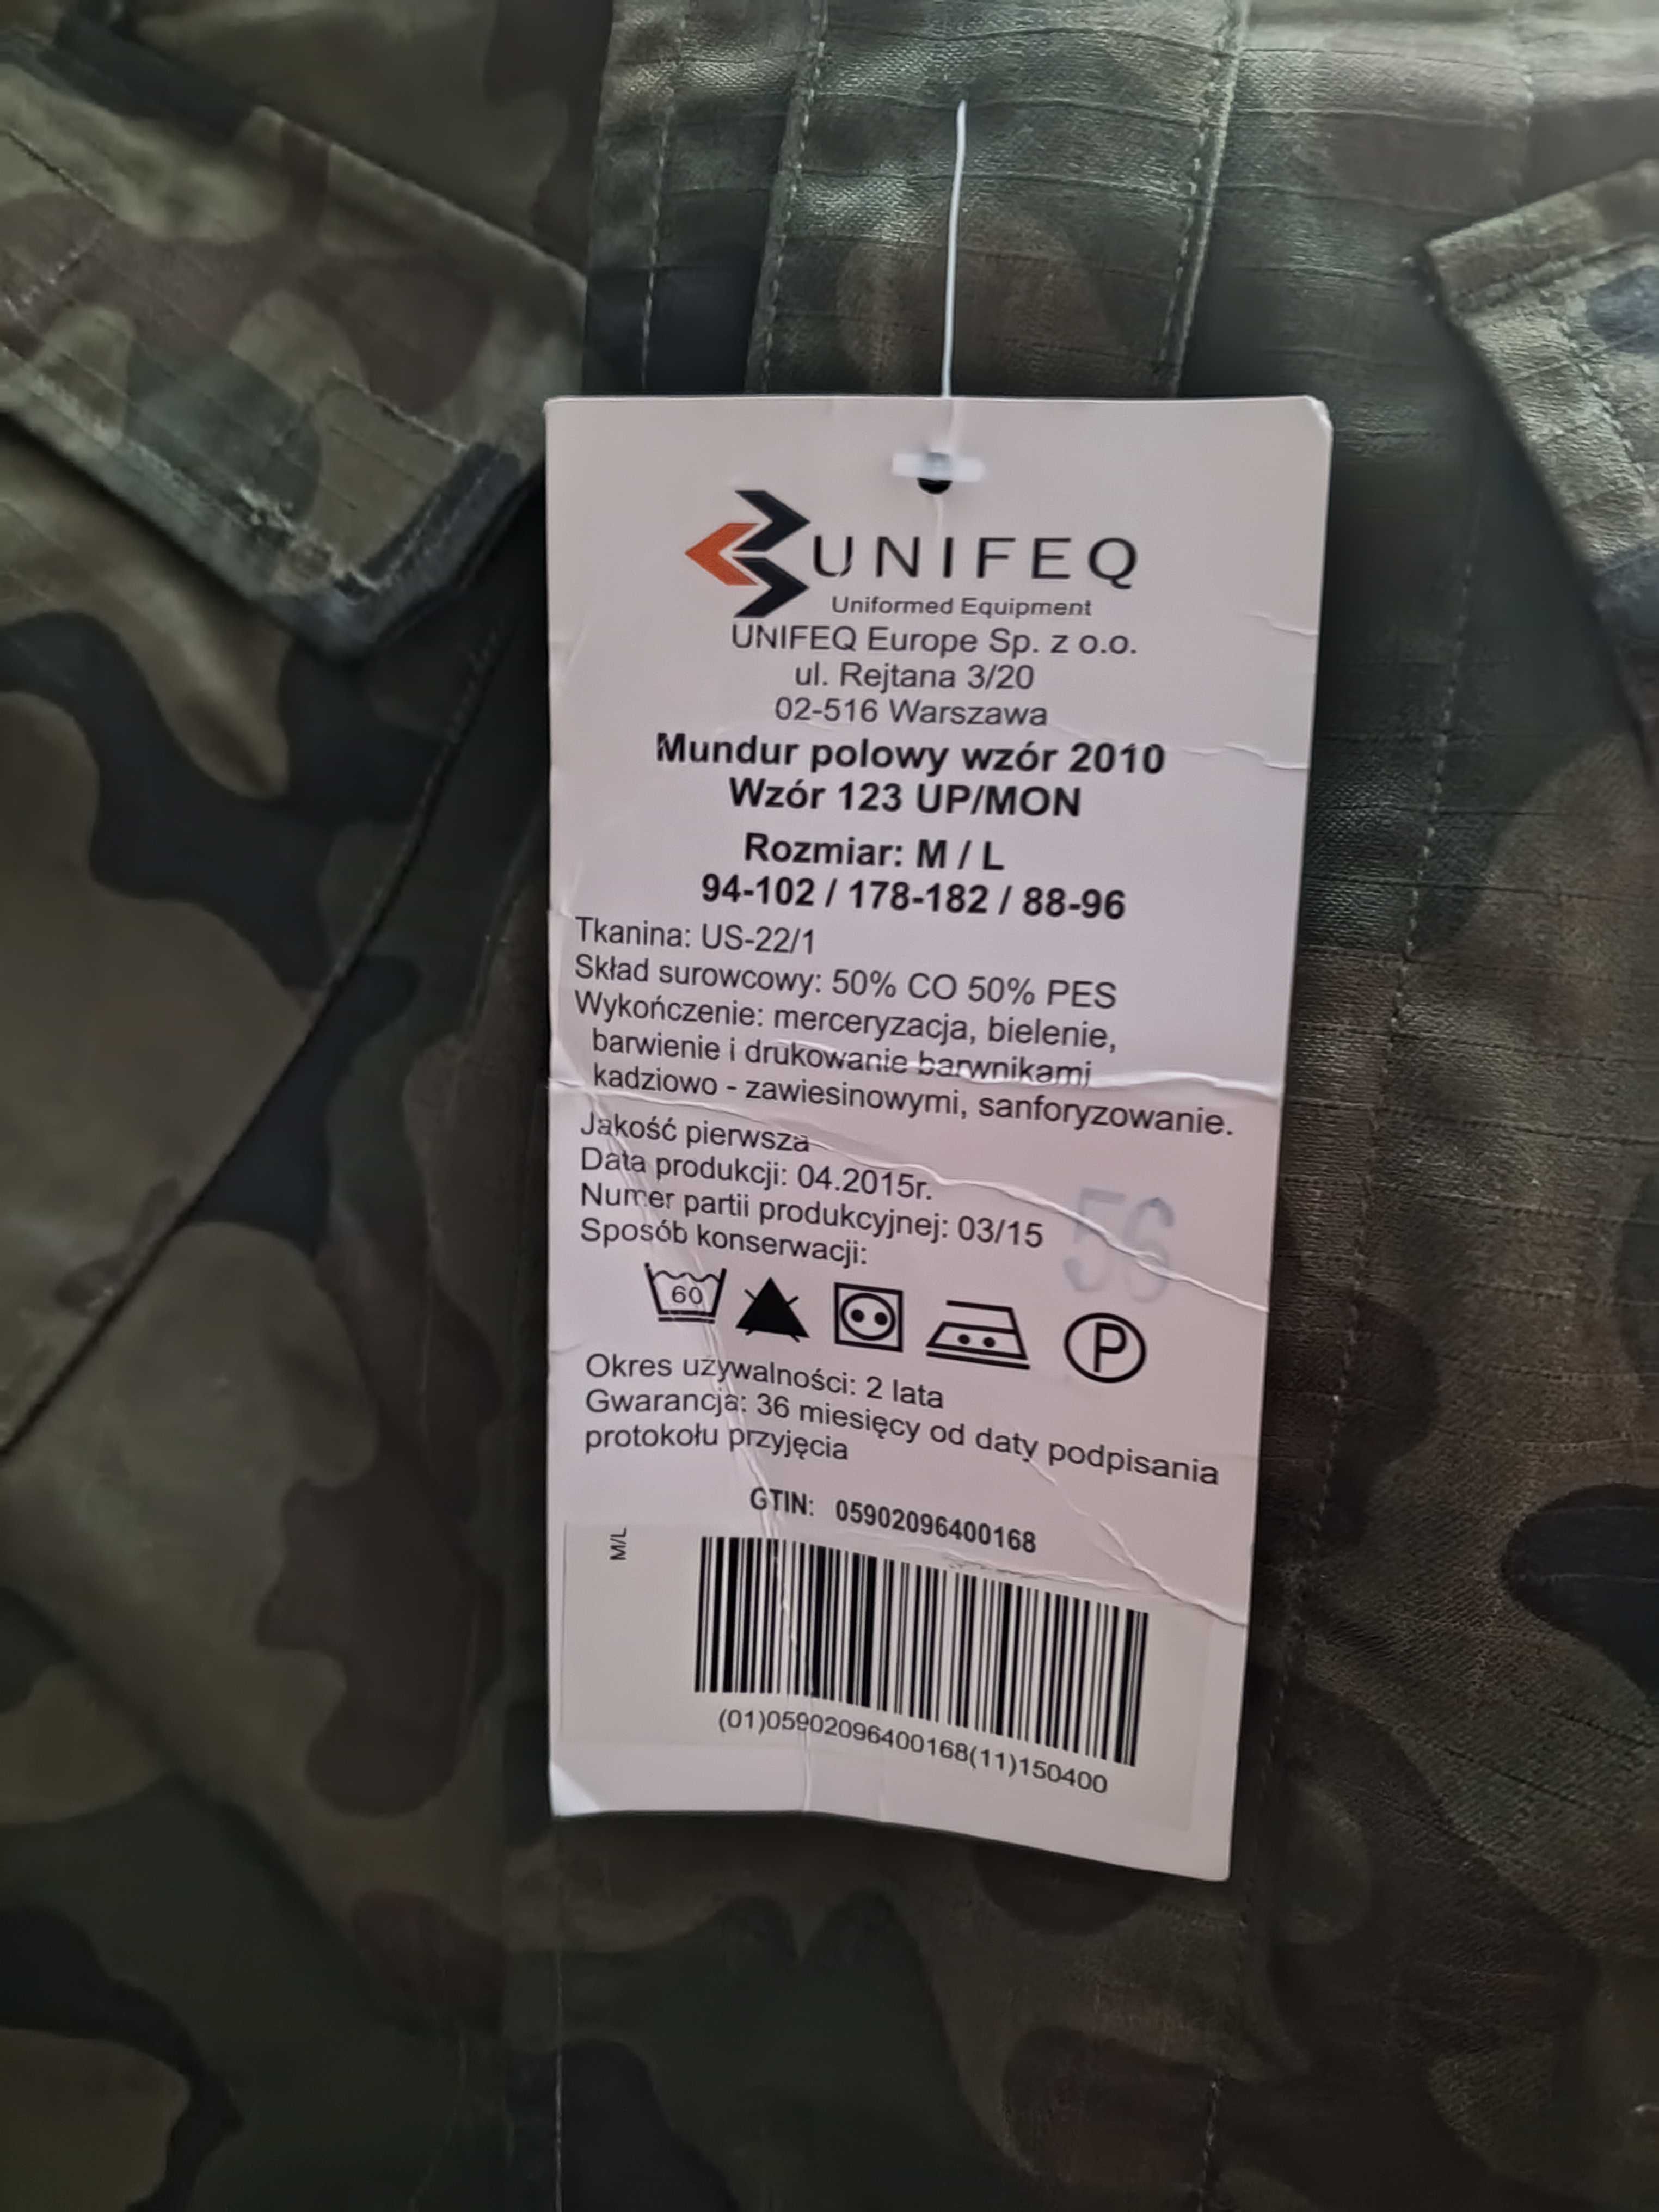 UNIFEQ
Uniformed Equipment
UNIFEQ Europe Sp. z o.o.
ul. Rejtana 3/20
02-516 Warszawa
Mundur polowy wzór 2010
Wzór 123 UP/MON
Rozmiar: M / L
94-102 / 178-182 / 88-96
Tkanina: US-22/1
Skład surowcowy: 50% CO 50% PES
Wykończenie: merceryzacja, bielenie,
barwienie i drukowanie barwnikami
kadziowo - zawiesinowymi, sanforyzowanie.
Jakość pierwsza
Data produkcji: 04.2015r.
Numer partii produkcyjnej: 03/15
56
Sposób konserwacji:
60
P
Okres używalności: 2 lata
Gwarancja: 36 miesięcy od daty podpisania
protokołu przyjęcia
GTIN: 05902096400168
M/L
(01)05902096400168(11)150400